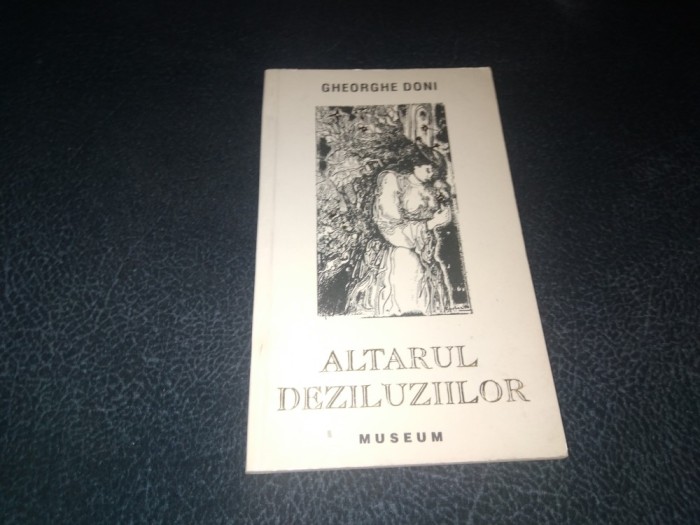 GHEORGHE DONI
ALTARUL
DEZILUZIILOR
MUSEUM